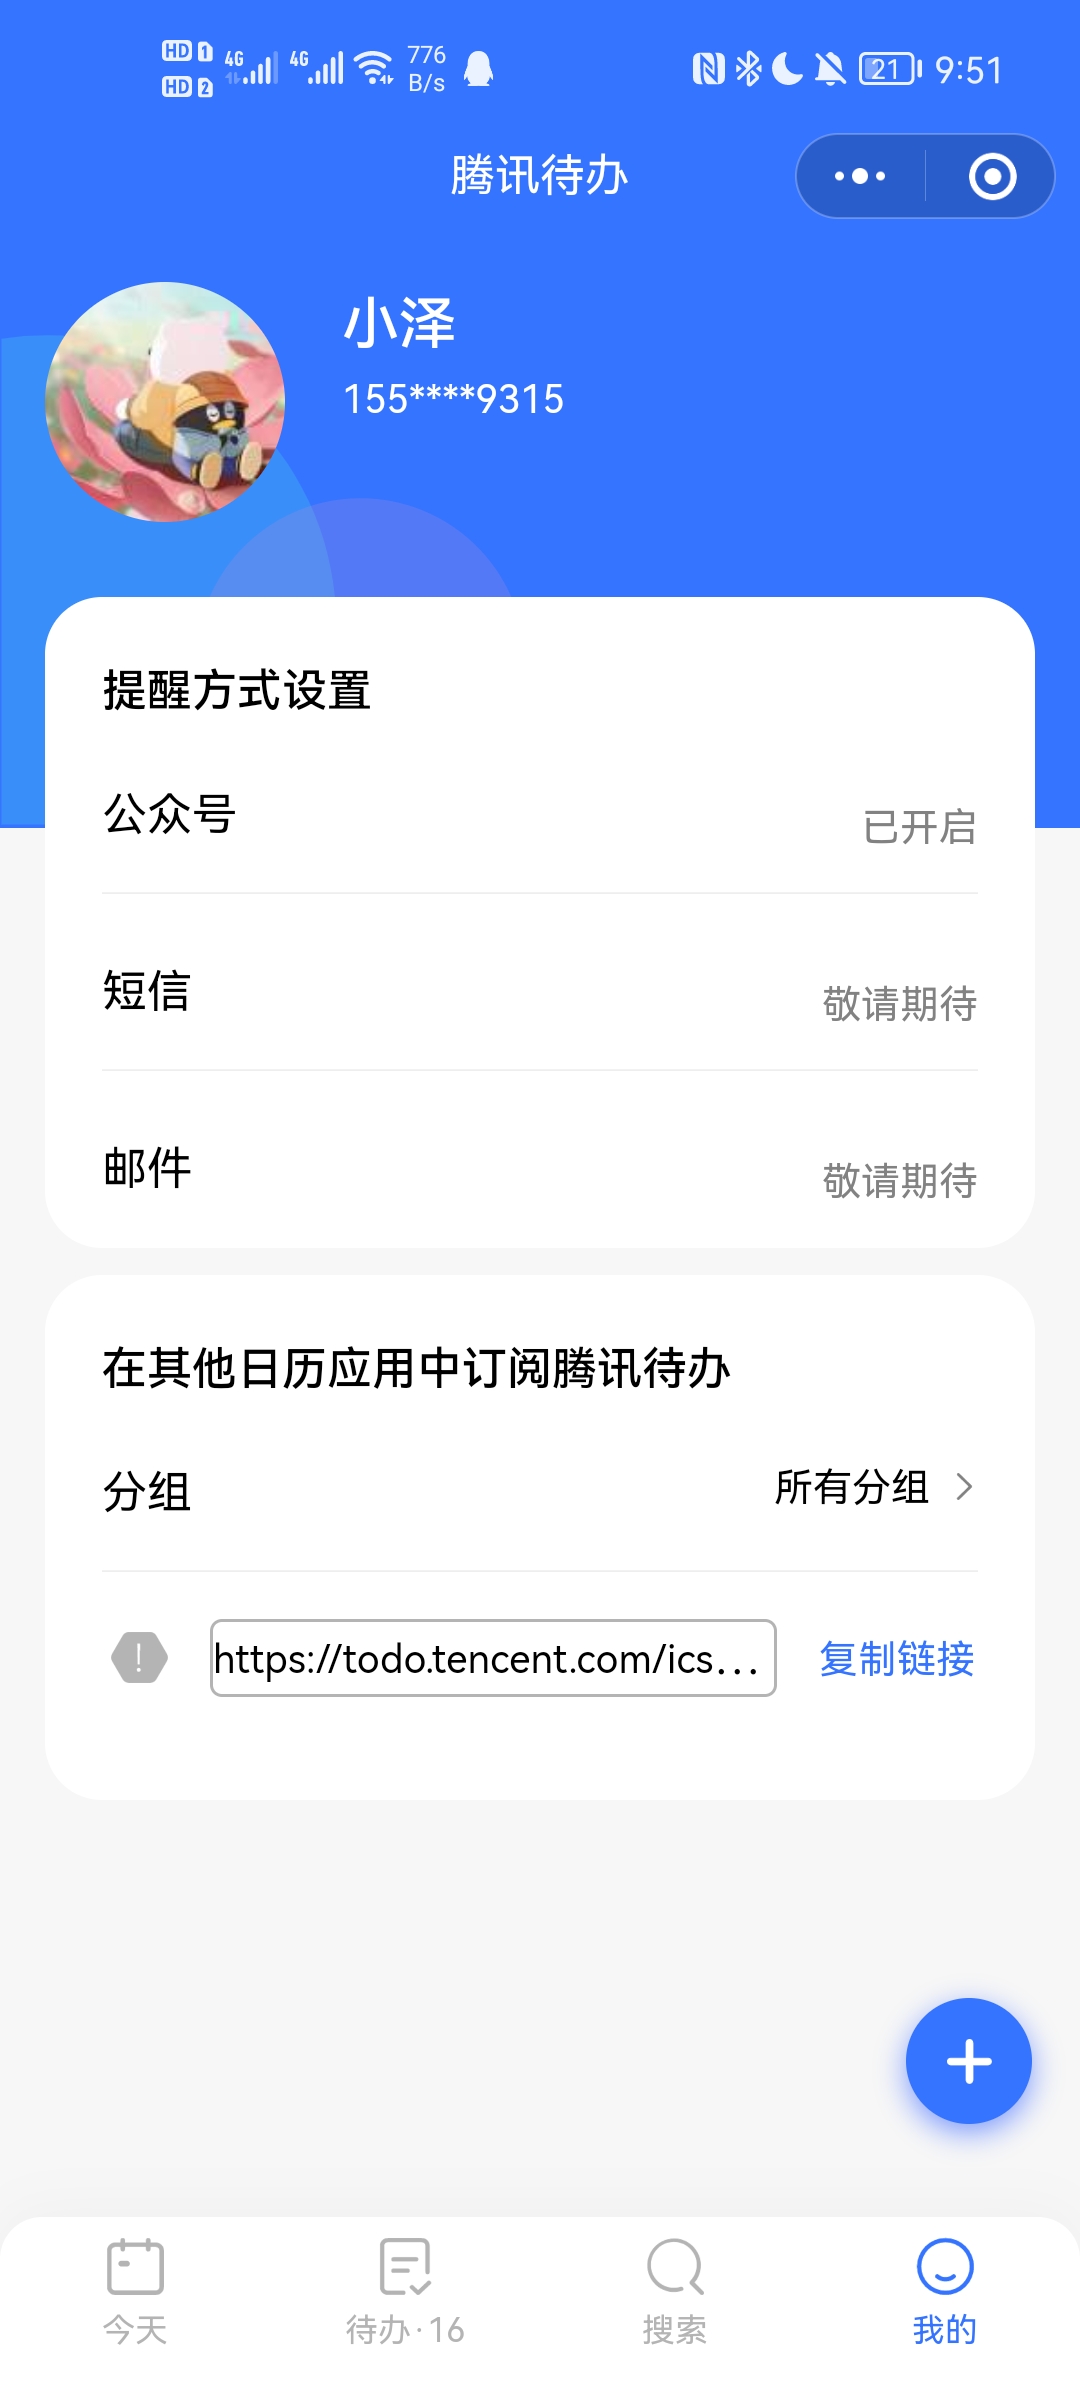 HD 1 4G 4G 776 21 9:51
HD 2 B/s
腾讯待办
小泽
155****9315
提醒方式设置
公众号 已开启
短信 敬请期待
邮件 敬请期待
在其他日历应用中订阅腾讯待办
分组 所有分组
https://todo.tencent.com/ics... 复制链接
今天 待办·16 搜索 我的